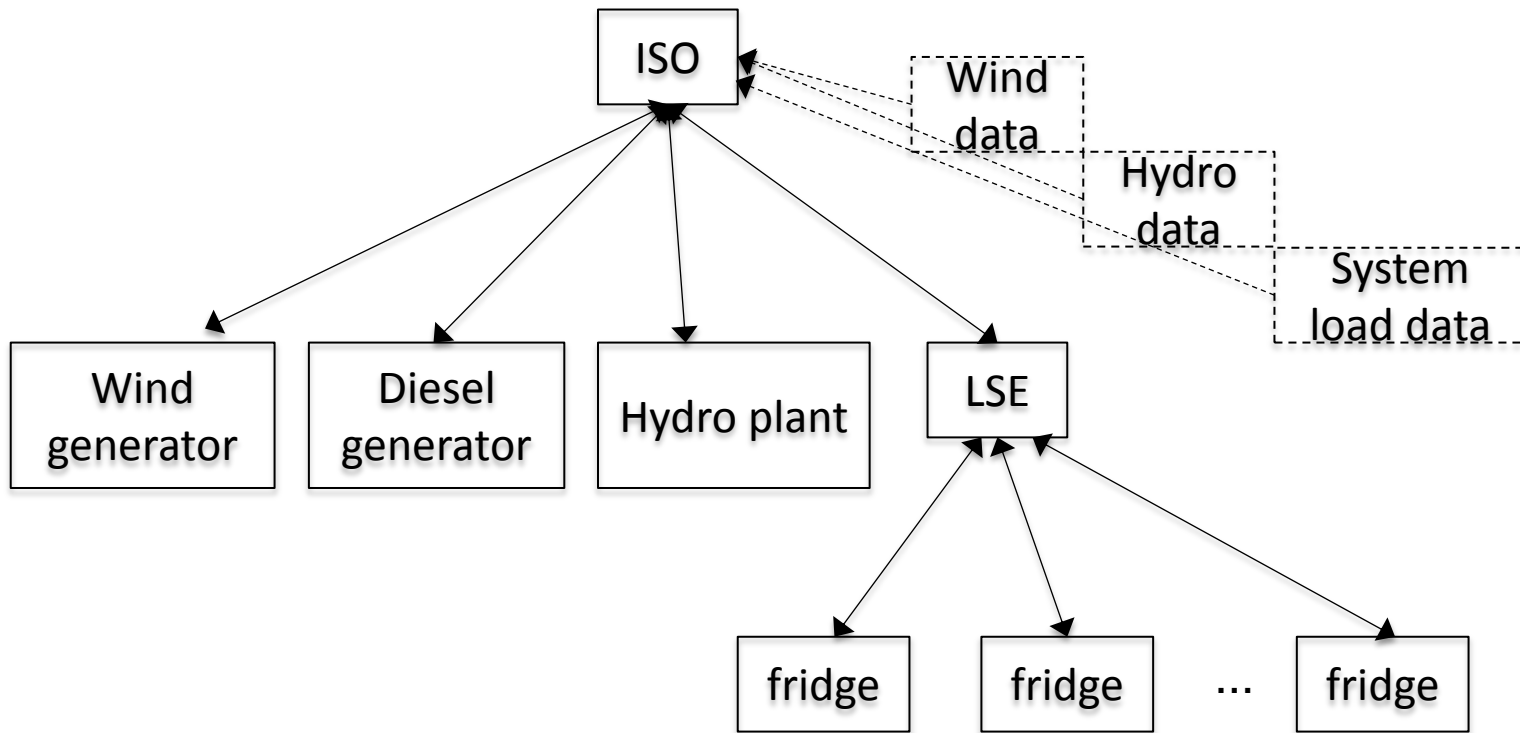 ISO
Wind
data
Hydro
data
System
load data
Wind
generator
Diesel
generator
Hydro plant
LSE
fridge
fridge
...
fridge